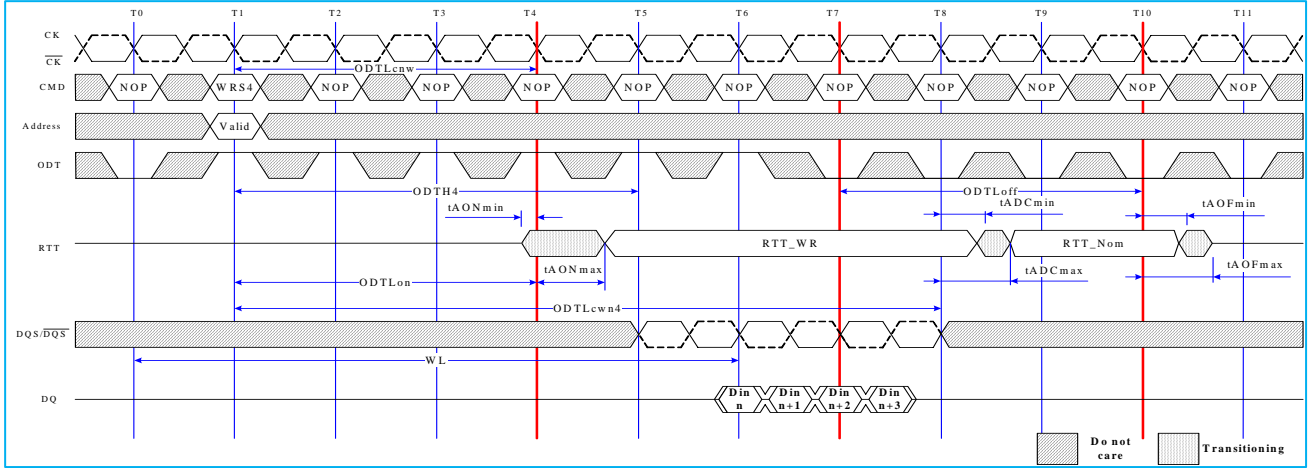 T0 T1 T2 T3 T4 T5 T6 T7 T8 T9 T10 T11
CK
CK
ODTLcnw
CMD NOP WRS4 NOP NOP NOP NOP NOP NOP NOP NOP NOP NOP
Address Valid
ODT
ODTH4 ODTLoff
tAONmin tADCmin tAOFmin
RTT RTT_WR RTT_Nom
tAONmax tADCmax tAOFmax
ODTLon
ODTLcwn4
DQS/DQS
WL
DQ Din n Din n+1 Din n+2 Din n+3
Do not care Transitioning